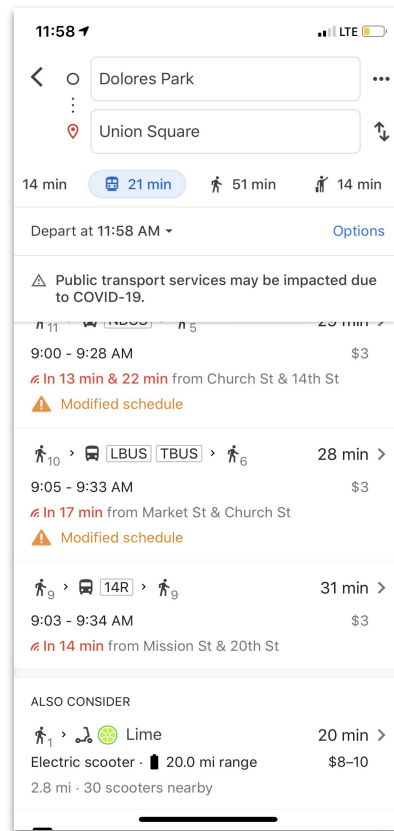 11:58
LTE
Dolores Park
Union Square
14 min 21 min 51 min 14 min
Depart at 11:58 AM Options
Public transport services may be impacted due
to COVID-19.
11 NBUS 5 29 min
9:00 - 9:28 AM $3
In 13 min & 22 min from Church St & 14th St
Modified schedule
10 LBUS TBUS 6 28 min
9:05 - 9:33 AM $3
In 17 min from Market St & Church St
Modified schedule
9 14R 9 31 min
9:03 - 9:34 AM $3
In 14 min from Mission St & 20th St
ALSO CONSIDER
1 Lime 20 min
Electric scooter · 20.0 mi range $8–10
2.8 mi · 30 scooters nearby